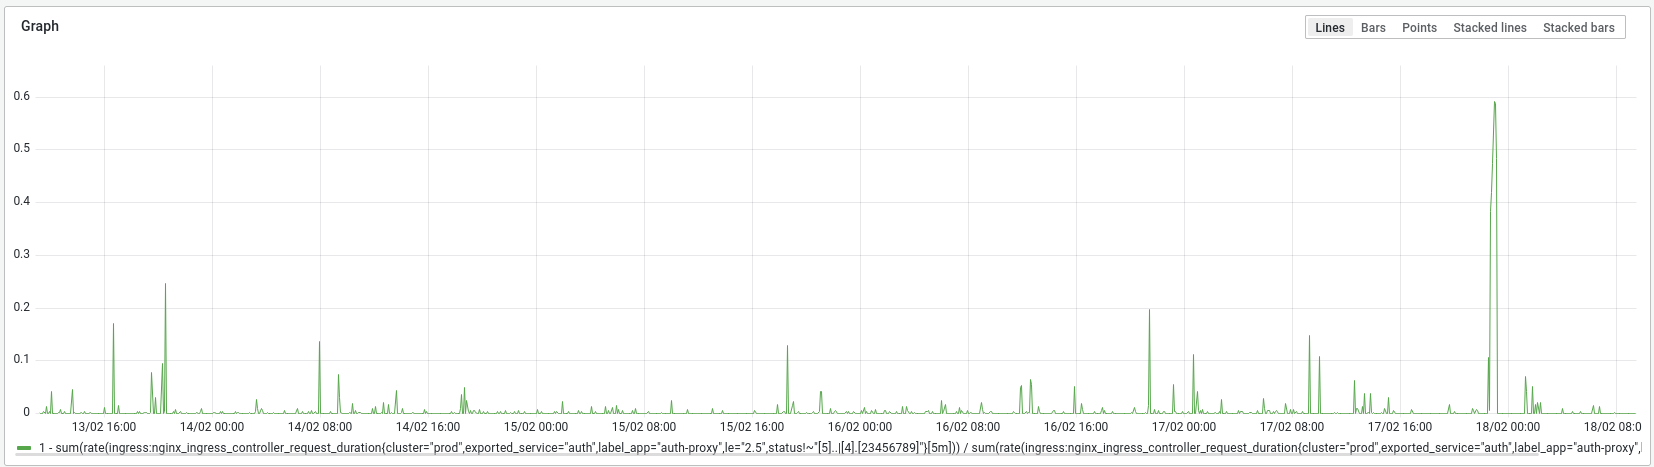 Graph
Lines Bars Points Stacked lines Stacked bars
0.6
0.5
0.4
0.3
0.2
0.1
0
13/02 16:00 14/02 00:00 14/02 08:00 14/02 16:00 15/02 00:00 15/02 08:00 15/02 16:00 16/02 00:00 16/02 08:00 16/02 16:00 17/02 00:00 17/02 08:00 17/02 16:00 18/02 00:00 18/02 08:0
1 - sum(rate(ingress:nginx_ingress_controller_request_duration{cluster="prod",exported_service="auth",label_app="auth-proxy",le="2.5",status!~"[5]..|[4].[23456789]"}[5m])) / sum(rate(ingress:nginx_ingress_controller_request_duration{cluster="prod",exported_service="auth",label_app="auth-proxy",